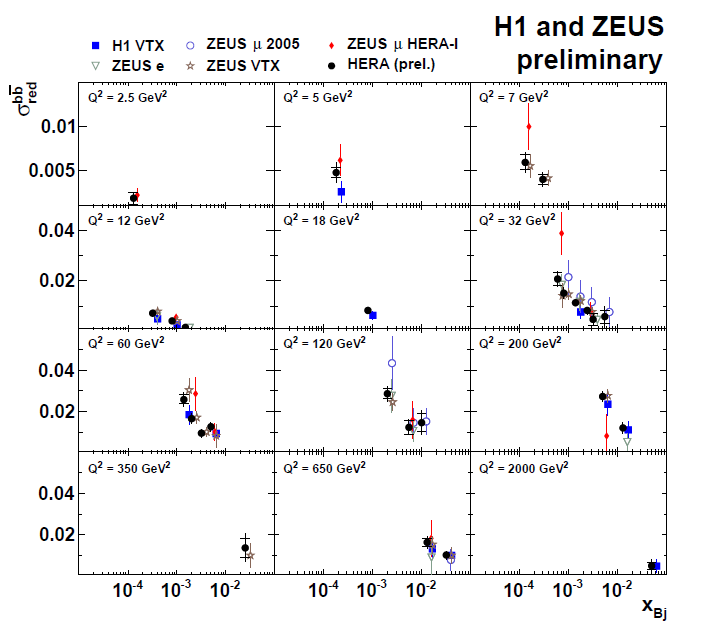 H1 and ZEUS
preliminary
H1 VTX
ZEUS μ 2005
ZEUS μ HERA-I
ZEUS e
ZEUS VTX
HERA (prel.)
σ_red^{bb̅}
Q² = 2.5 GeV²
Q² = 5 GeV²
Q² = 7 GeV²
0.01
0.005
Q² = 12 GeV²
Q² = 18 GeV²
Q² = 32 GeV²
0.04
0.02
Q² = 60 GeV²
Q² = 120 GeV²
Q² = 200 GeV²
0.04
0.02
Q² = 350 GeV²
Q² = 650 GeV²
Q² = 2000 GeV²
0.04
0.02
10⁻⁴ 10⁻³ 10⁻² 10⁻⁴ 10⁻³ 10⁻² 10⁻⁴ 10⁻³ 10⁻²
x_Bj